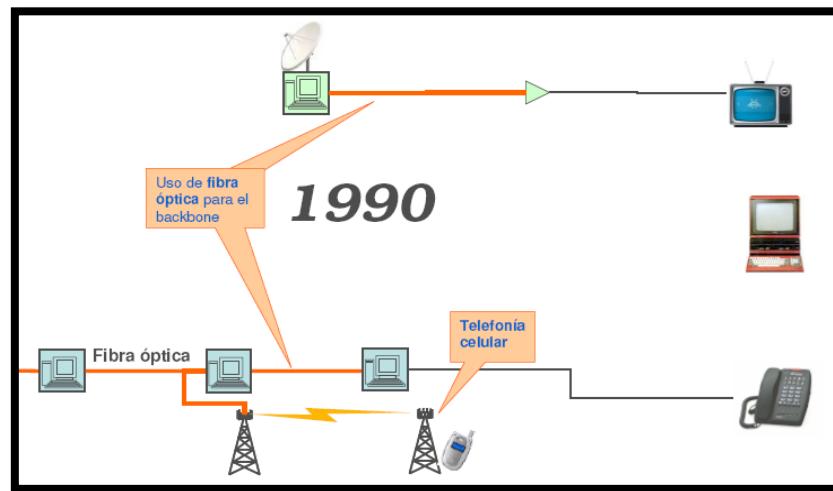 Uso de fibra
óptica para el
backbone
1990
Telefonía
celular
Fibra óptica